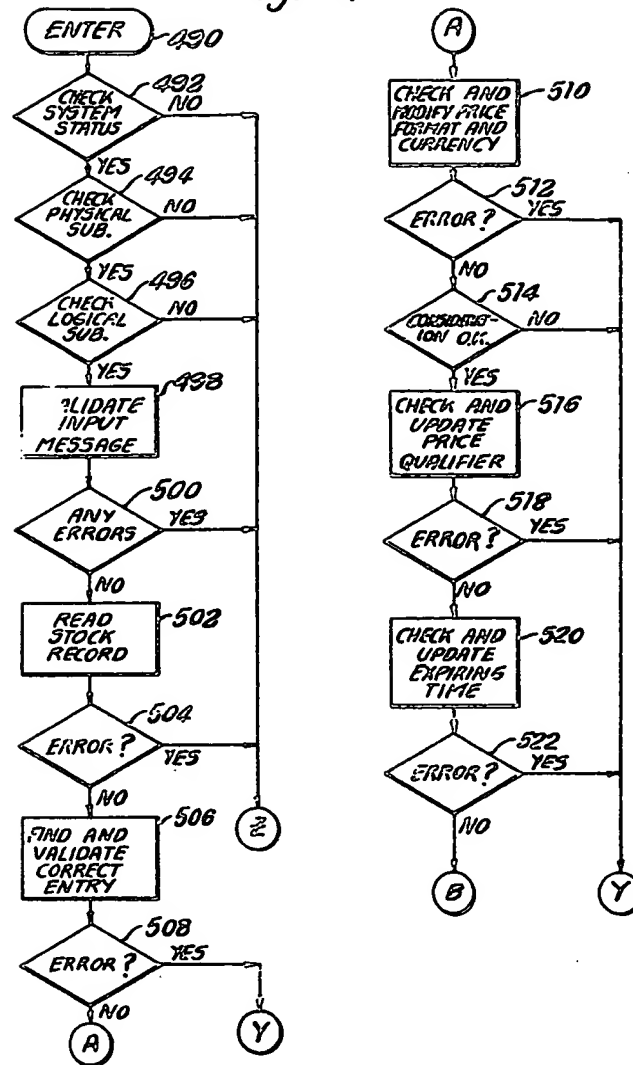 ENTER
490
492
CHECK
SYSTEM
STATUS
NO
YES
494
CHECK
PHYSICAL
SUB.
NO
YES
496
CHECK
LOGICAL
SUB.
NO
YES
498
INPUT
MESSAGE
500
ANY
ERRORS
YES
NO
502
READ
STOCK
RECORD
504
ERROR?
YES
NO
506
FIND AND
VALIDATE
CORRECT
ENTRY
508
ERROR?
YES
NO
A
Y
A
510
CHECK AND
MODIFY PRICE
FORMAT AND
CURRENCY
512
ERROR?
YES
NO
514
ION O.K.
NO
YES
516
CHECK AND
UPDATE
PRICE
QUALIFIER
518
ERROR?
YES
NO
520
CHECK AND
UPDATE
EXPIRING
TIME
522
ERROR?
YES
NO
B
Y